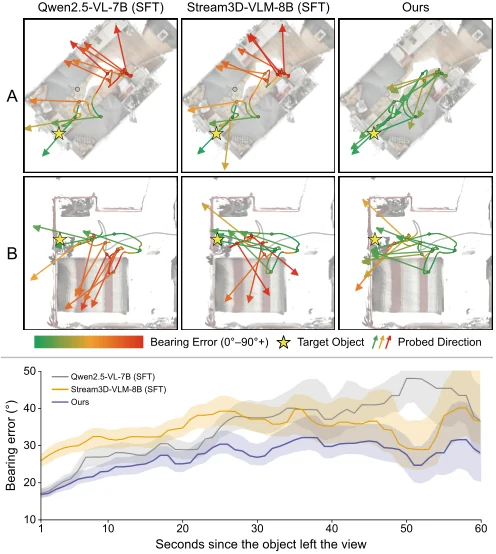 Qwen2.5-VL-7B (SFT) Stream3D-VLM-8B (SFT) Ours
A
B
Bearing Error (0°–90°+) Target Object Probed Direction
Qwen2.5-VL-7B (SFT)
Stream3D-VLM-8B (SFT)
Ours
Bearing error (°)
50
40
30
20
10
1 10 20 30 40 50 60
Seconds since the object left the view